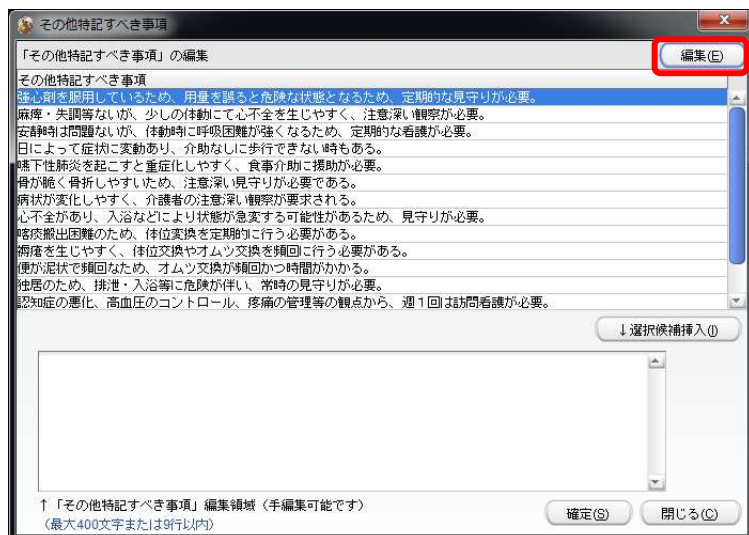 その他特記すべき事項
「その他特記すべき事項」の編集
編集(E)
その他特記すべき事項
強心剤を服用しているため、用量を誤ると危険な状態となるため、定期的な見守りが必要。
麻痺・失調等ないが、少しの体動にて心不全を生じやすく、注意深い観察が必要。
安静時は問題ないが、体動時に呼吸困難が強くなるため、定期的な看護が必要。
日によって症状に変動あり、介助なしに歩行できない時もある。
嚥下性肺炎を起こすと重症化しやすく、食事介助に援助が必要。
骨が脆く骨折しやすいため、注意深い見守りが必要である。
病状が変化しやすく、介護者の注意深い観察が要求される。
心不全があり、入浴などにより状態が急変する可能性があるため、見守りが必要。
喀痰搬出困難のため、体位変換を定期的に行う必要がある。
褥瘡を生じやすく、体位交換やオムツ交換を頻回に行う必要がある。
便が泥状で頻回なため、オムツ交換が頻回かつ時間がかかる。
独居のため、排泄・入浴等に危険が伴い、常時の見守りが必要。
認知症の悪化、高血圧のコントロール、疼痛の管理等の観点から、週1回は訪問看護が必要。
↓選択候補挿入(I)
↑「その他特記すべき事項」編集領域（手編集可能です）
（最大400文字または9行以内）
確定(S)
閉じる(C)